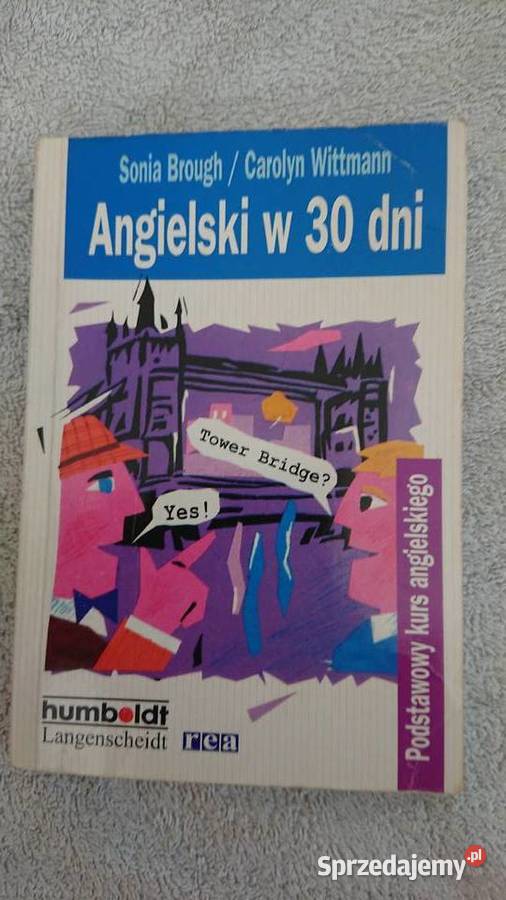 Sonia Brough / Carolyn Wittmann
Angielski w 30 dni
Tower Bridge?
Yes!
Podstawowy kurs angielskiego
humboldt
Langenscheidt rea
Sprzedajemy.pl